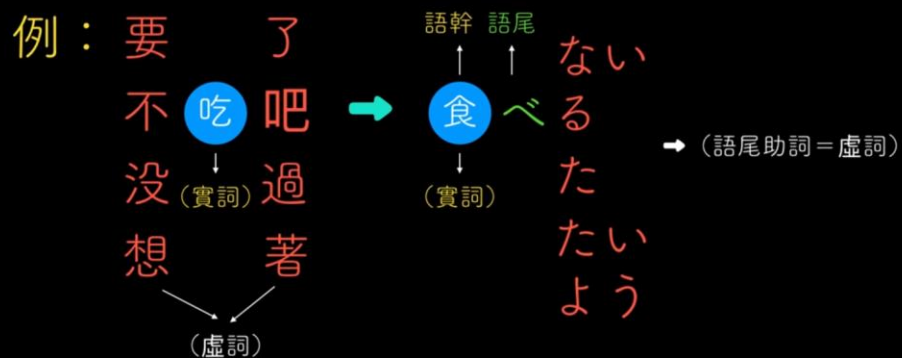 例：
要
不
没
想
吃
（實詞）
了
吧
過
著
（虛詞）
語幹 語尾
食べ
（實詞）
ない
る
た
たい
よう
（語尾助詞＝虛詞）